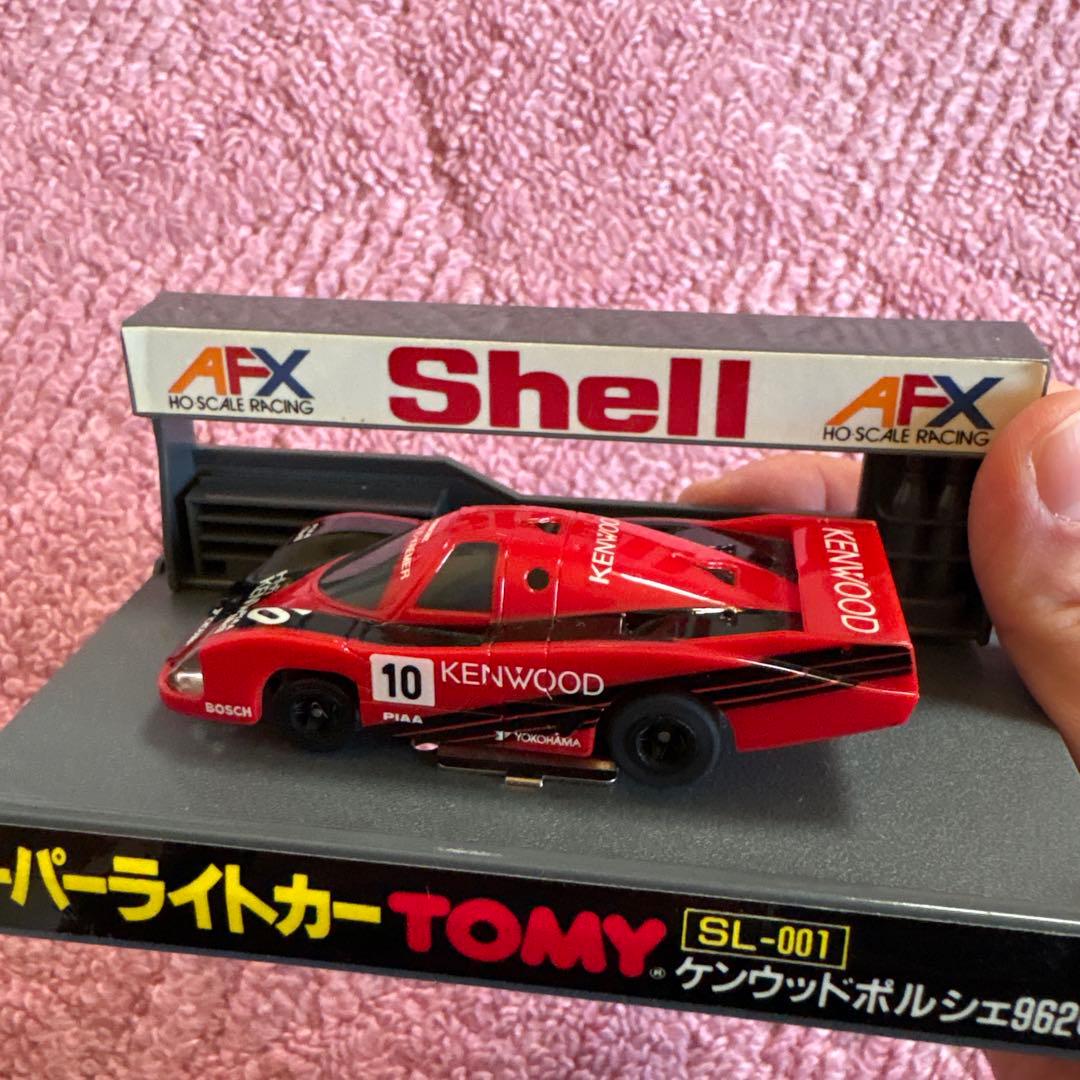 AFX
HO SCALE RACING
Shell
AFX
HO SCALE RACING
KENWOOD
KENWOOD
10
KENWOOD
BOSCH
PIAA
YOKOHAMA
ーパーライトカー TOMY® SL-001
ケンウッドポルシェ962C